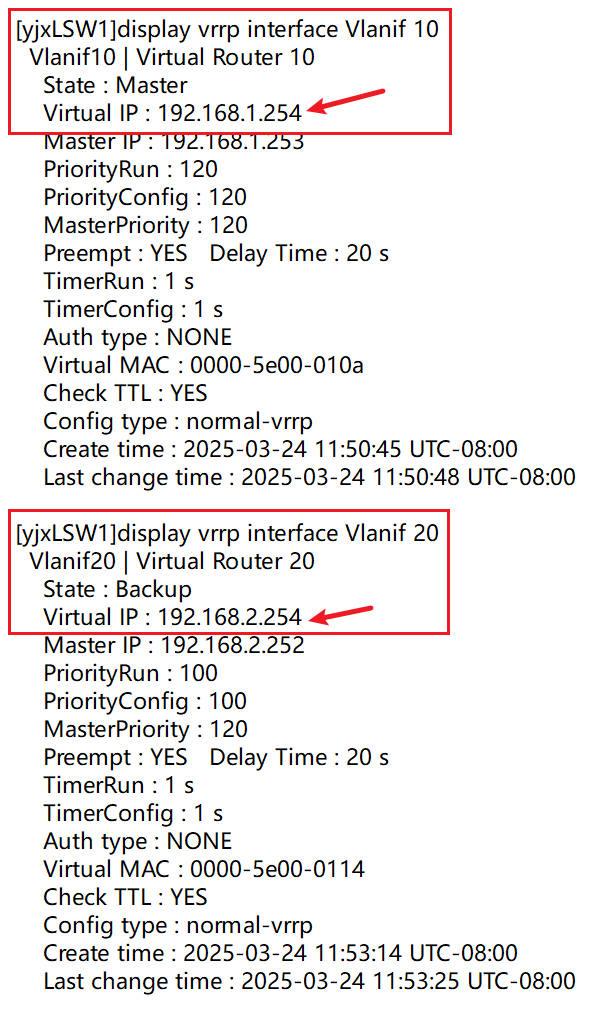 [yjxLSW1]display vrrp interface Vlanif 10
Vlanif10 | Virtual Router 10
State : Master
Virtual IP : 192.168.1.254
Master IP : 192.168.1.253
PriorityRun : 120
PriorityConfig : 120
MasterPriority : 120
Preempt : YES Delay Time : 20 s
TimerRun : 1 s
TimerConfig : 1 s
Auth type : NONE
Virtual MAC : 0000-5e00-010a
Check TTL : YES
Config type : normal-vrrp
Create time : 2025-03-24 11:50:45 UTC-08:00
Last change time : 2025-03-24 11:50:48 UTC-08:00
[yjxLSW1]display vrrp interface Vlanif 20
Vlanif20 | Virtual Router 20
State : Backup
Virtual IP : 192.168.2.254
Master IP : 192.168.2.252
PriorityRun : 100
PriorityConfig : 100
MasterPriority : 120
Preempt : YES Delay Time : 20 s
TimerRun : 1 s
TimerConfig : 1 s
Auth type : NONE
Virtual MAC : 0000-5e00-0114
Check TTL : YES
Config type : normal-vrrp
Create time : 2025-03-24 11:53:14 UTC-08:00
Last change time : 2025-03-24 11:53:25 UTC-08:00